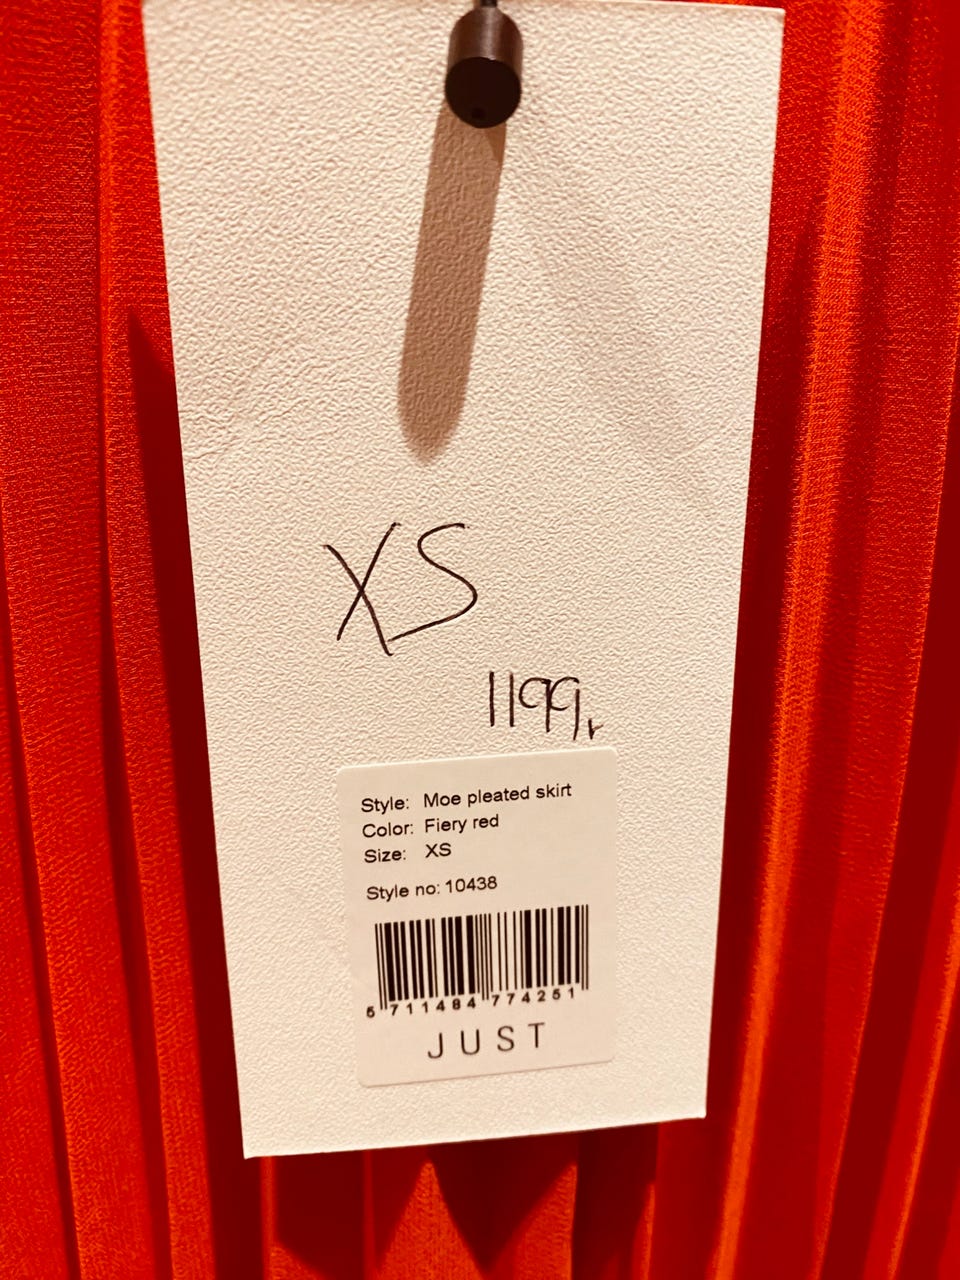 XS
1199,-
Style: Moe pleated skirt
Color: Fiery red
Size: XS
Style no: 10438
5 711484 774251
JUST